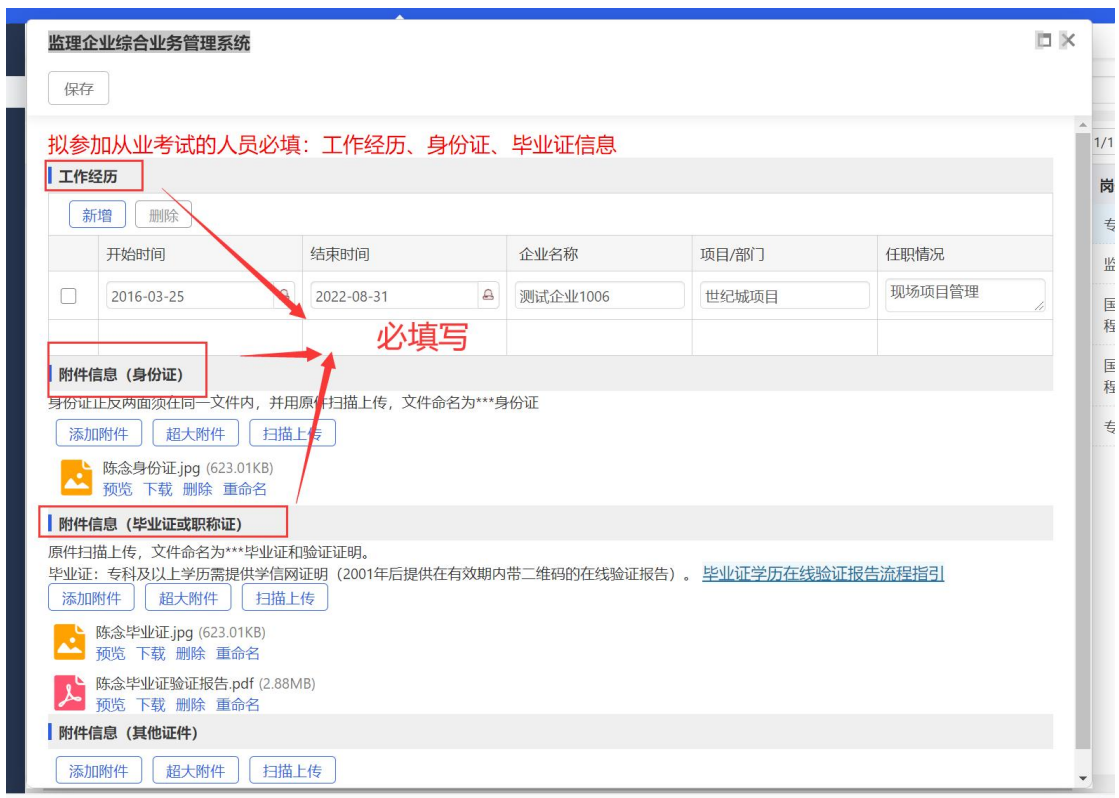 监理企业综合业务管理系统
保存
拟参加从业考试的人员必填：工作经历、身份证、毕业证信息
1/1
工作经历
岗
新增 删除
专
开始时间 结束时间 企业名称 项目/部门 任职情况
监
2016-03-25 2022-08-31 测试企业1006 世纪城项目 现场项目管理
国
程
必填写
国
附件信息（身份证）
程
身份证正反两面须在同一文件内，并用原件扫描上传，文件命名为***身份证
添加附件 超大附件 扫描上传
专
陈念身份证.jpg (623.01KB)
预览 下载 删除 重命名
附件信息（毕业证或职称证）
原件扫描上传，文件命名为***毕业证和验证证明。
毕业证：专科及以上学历需提供学信网证明（2001年后提供在有效期内带二维码的在线验证报告）。 毕业证学历在线验证报告流程指引
添加附件 超大附件 扫描上传
陈念毕业证.jpg (623.01KB)
预览 下载 删除 重命名
陈念毕业证验证报告.pdf (2.88MB)
预览 下载 删除 重命名
附件信息（其他证件）
添加附件 超大附件 扫描上传